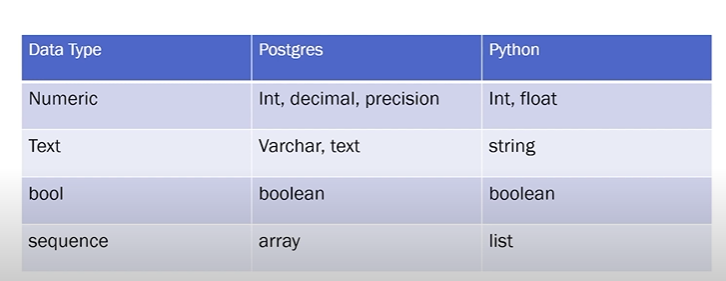 Data Type Postgres Python
Numeric Int, decimal, precision Int, float
Text Varchar, text string
bool boolean boolean
sequence array list